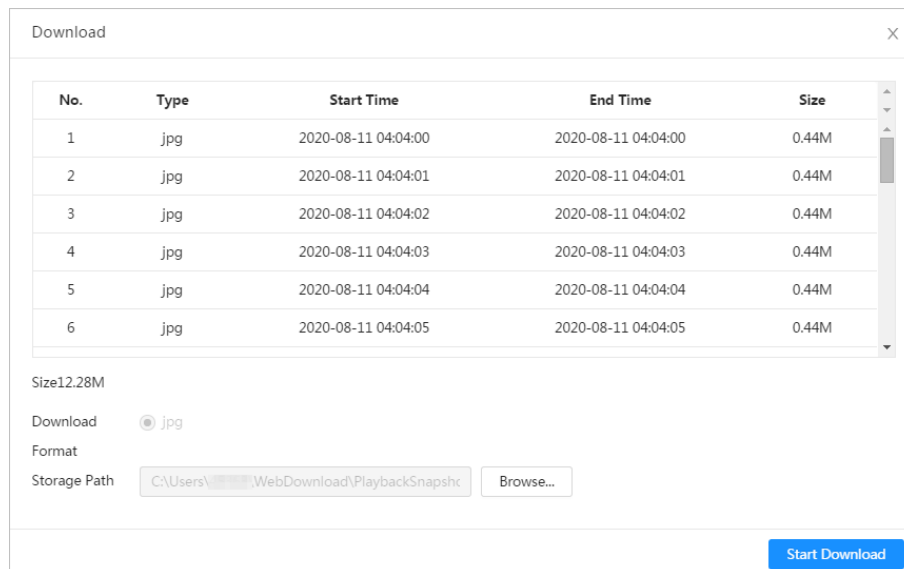 Download
No. Type Start Time End Time Size
1 jpg 2020-08-11 04:04:00 2020-08-11 04:04:00 0.44M
2 jpg 2020-08-11 04:04:01 2020-08-11 04:04:01 0.44M
3 jpg 2020-08-11 04:04:02 2020-08-11 04:04:02 0.44M
4 jpg 2020-08-11 04:04:03 2020-08-11 04:04:03 0.44M
5 jpg 2020-08-11 04:04:04 2020-08-11 04:04:04 0.44M
6 jpg 2020-08-11 04:04:05 2020-08-11 04:04:05 0.44M
Size12.28M
Download jpg
Format
Storage Path C:\Users\ WebDownload\PlaybackSnapsho Browse...
Start Download